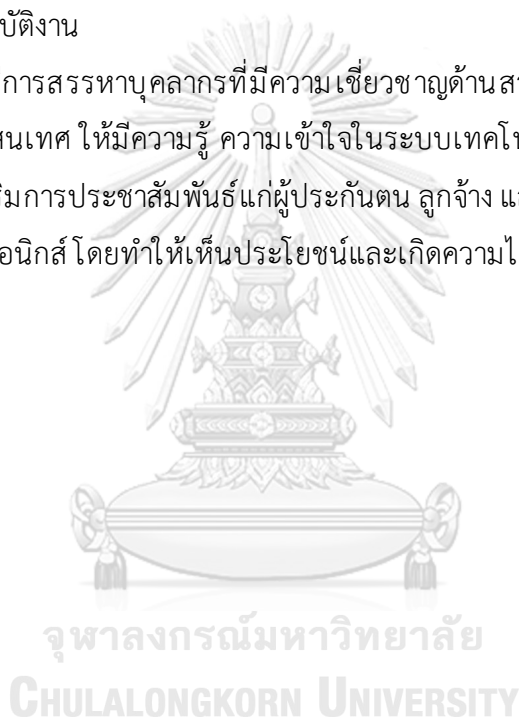 บัติงาน
การสรรหาบุคลากรที่มีความเชี่ยวชาญด้านส
นเทศ ให้มีความรู้ ความเข้าใจในระบบเทคโ
ริมการประชาสัมพันธ์แก่ผู้ประกันตน ลูกจ้าง แ
อนิกส์ โดยทำให้เห็นประโยชน์และเกิดความไ
จุฬาลงกรณ์มหาวิทยาลัย
CHULALONGKORN UNIVERSITY